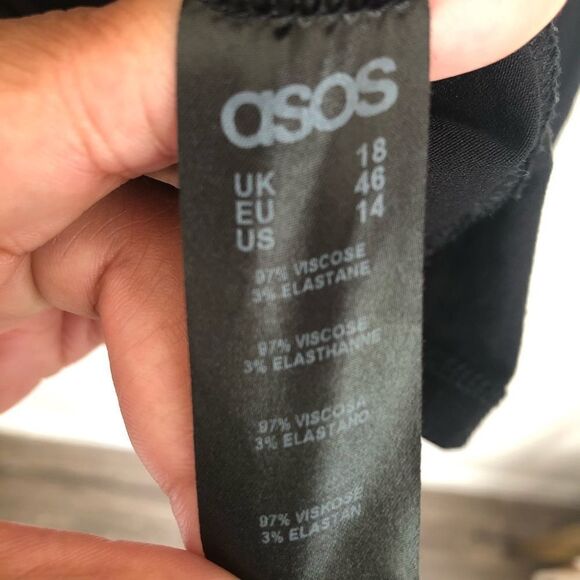 asos
UK 18
EU 46
US 14
97% VISCOSE
3% ELASTANE
97% VISCOSE
3% ELASTHANNE
97% VISCOSA
3% ELASTANO
97% VISKOSE
3% ELASTAN